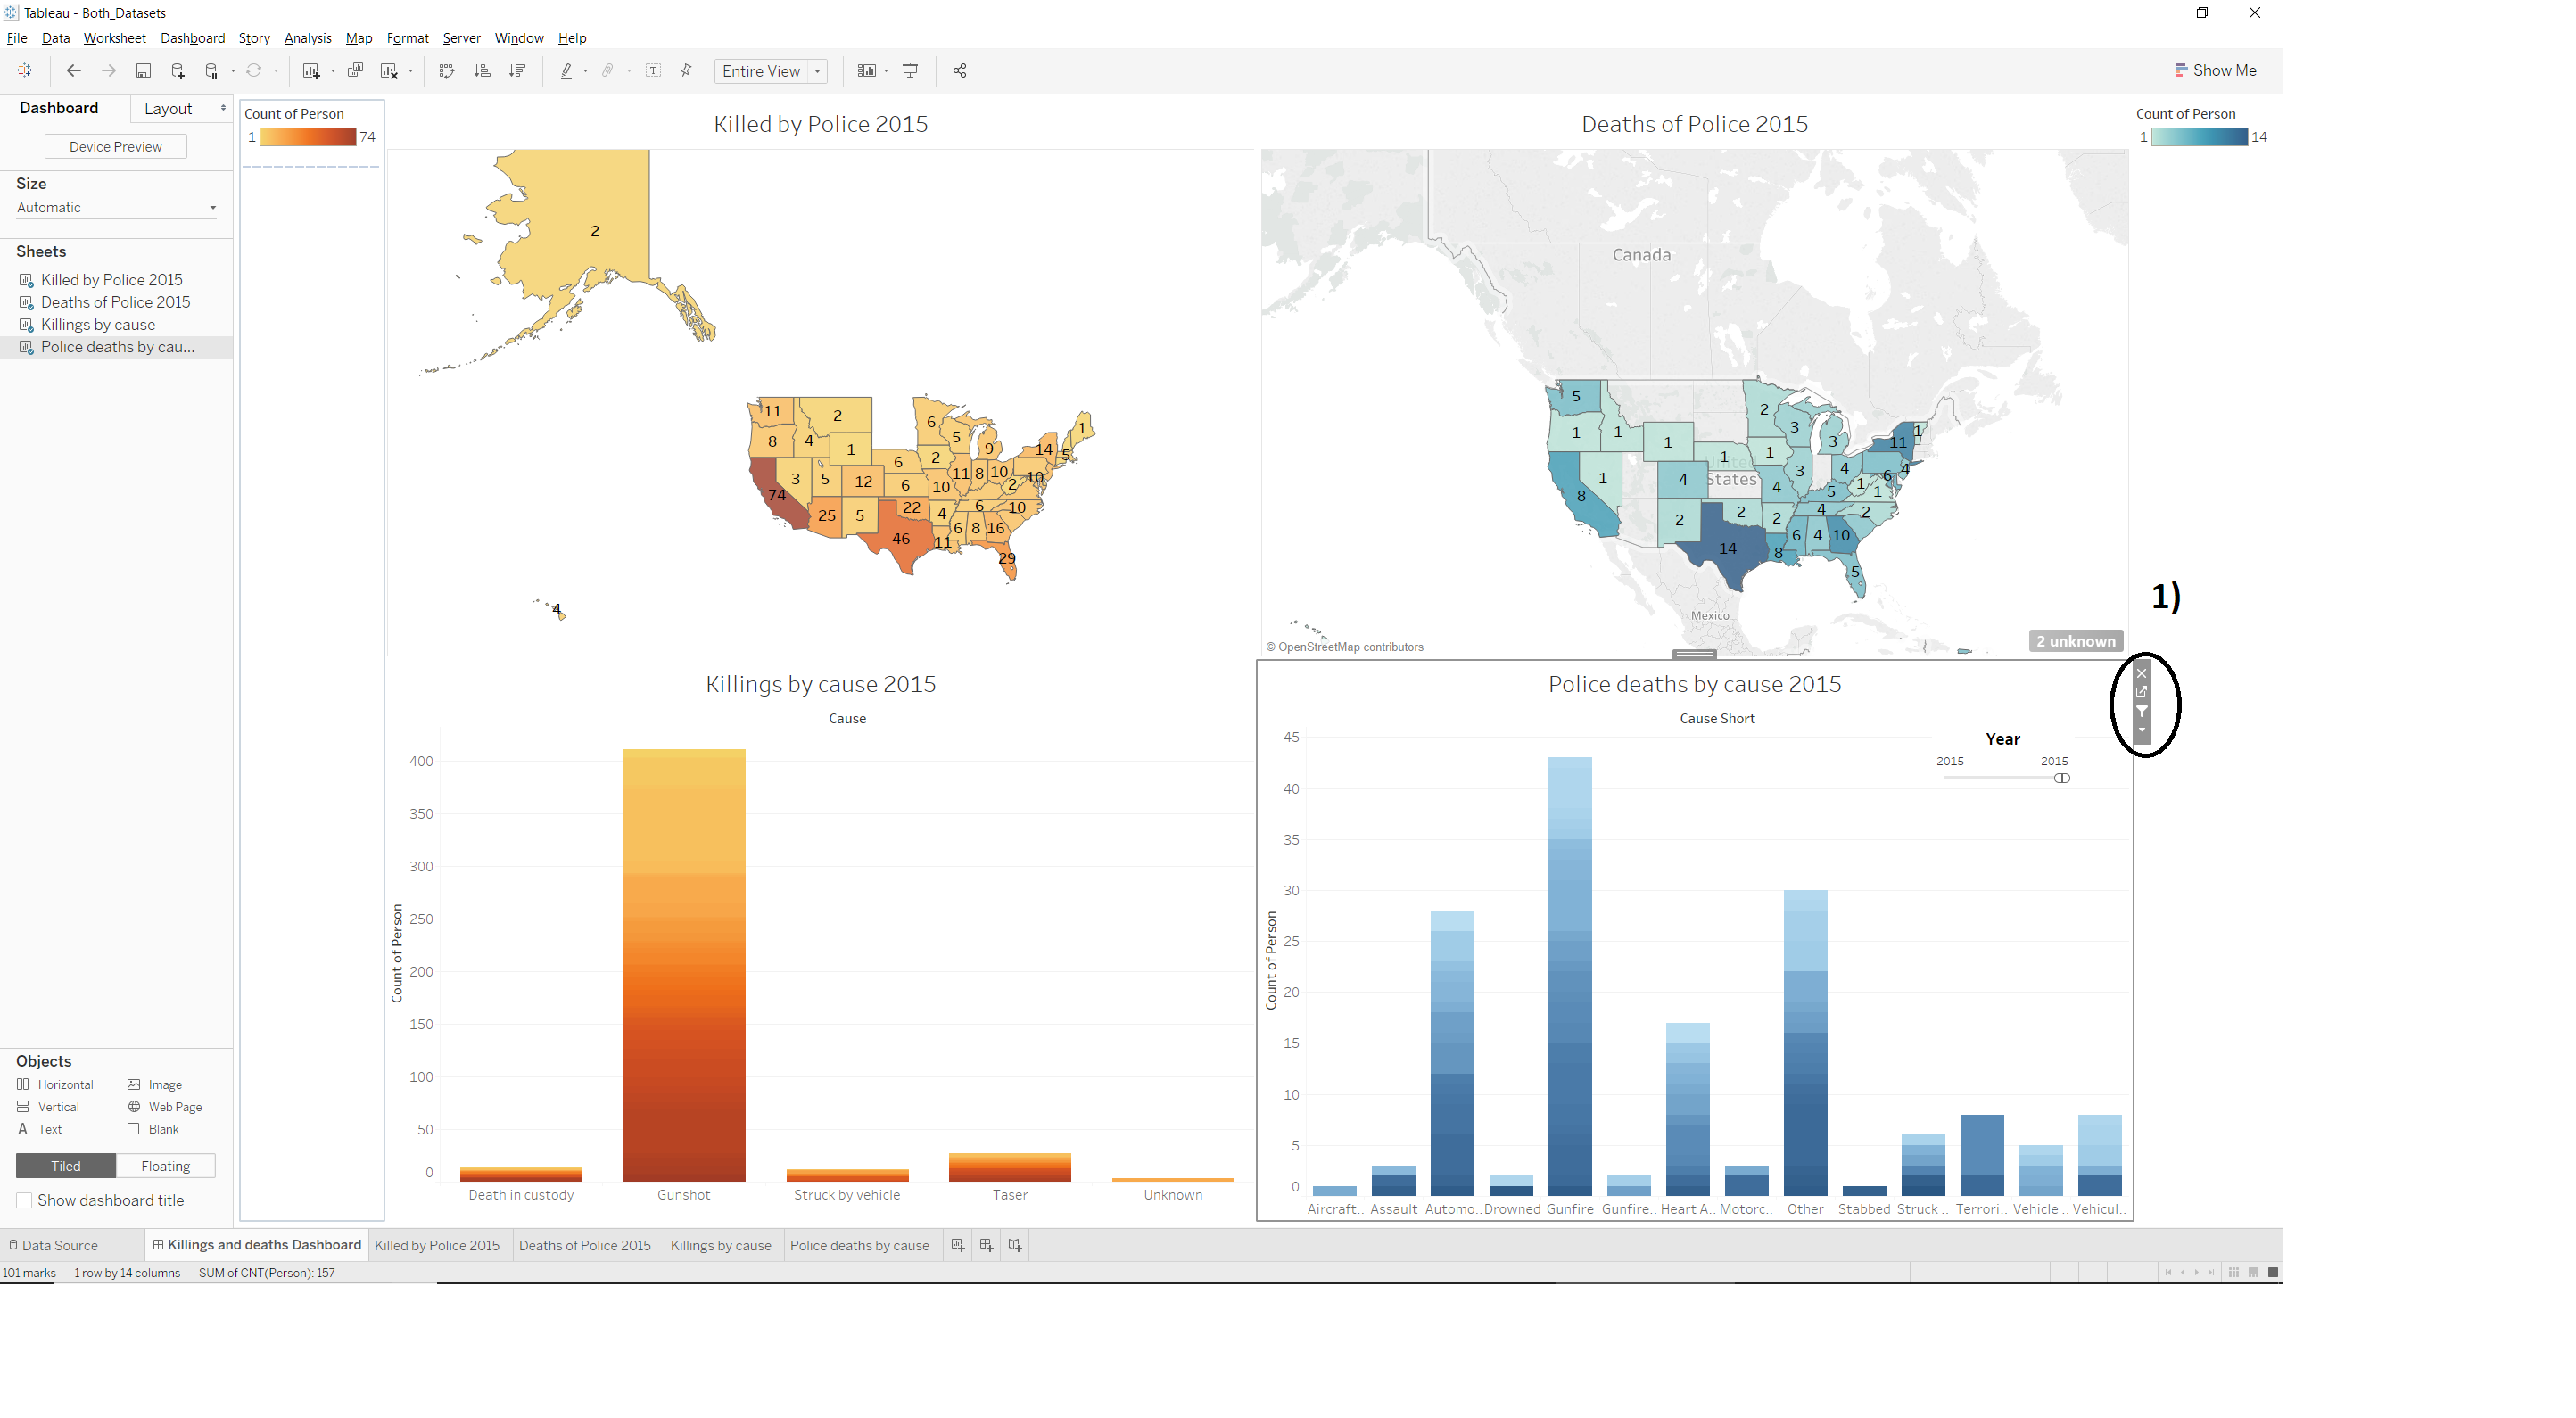 Tableau - Both_Datasets
File Data Worksheet Dashboard Story Analysis Map Format Server Window Help
Entire View
Show Me
Dashboard Layout
Device Preview
Size
Automatic
Sheets
Killed by Police 2015
Deaths of Police 2015
Killings by cause
Police deaths by cau...
Objects
Horizontal Image
Vertical Web Page
A Text Blank
Tiled Floating
Show dashboard title
Count of Person
1 74
Killed by Police 2015
2
11 2 6 5 9 14 1
8 4 1 6 2 5
3 5 12 6 10 11 8 10 2 10
74 25 5 22 4 6 10
46 11 6 8 16
29
4
Deaths of Police 2015
Count of Person
1 14
Canada
United
States
Mexico
5 2 3 3 11 1
1 1 1 1 1 3 4 6 4
8 1 4 4 5 1 1
2 2 2 4 2
14 8 6 4 10
5
© OpenStreetMap contributors
2 unknown
1)
Killings by cause 2015
Cause
Count of Person
400
350
300
250
200
150
100
50
0
Death in custody Gunshot Struck by vehicle Taser Unknown
Police deaths by cause 2015
Cause Short
Year
2015 2015
Count of Person
45
40
35
30
25
20
15
10
5
0
Aircraft.. Assault Automo.. Drowned Gunfire Gunfire.. Heart A.. Motorc.. Other Stabbed Struck .. Terrori.. Vehicle .. Vehicul..
Data Source Killings and deaths Dashboard Killed by Police 2015 Deaths of Police 2015 Killings by cause Police deaths by cause
101 marks 1 row by 14 columns SUM of CNT(Person): 157